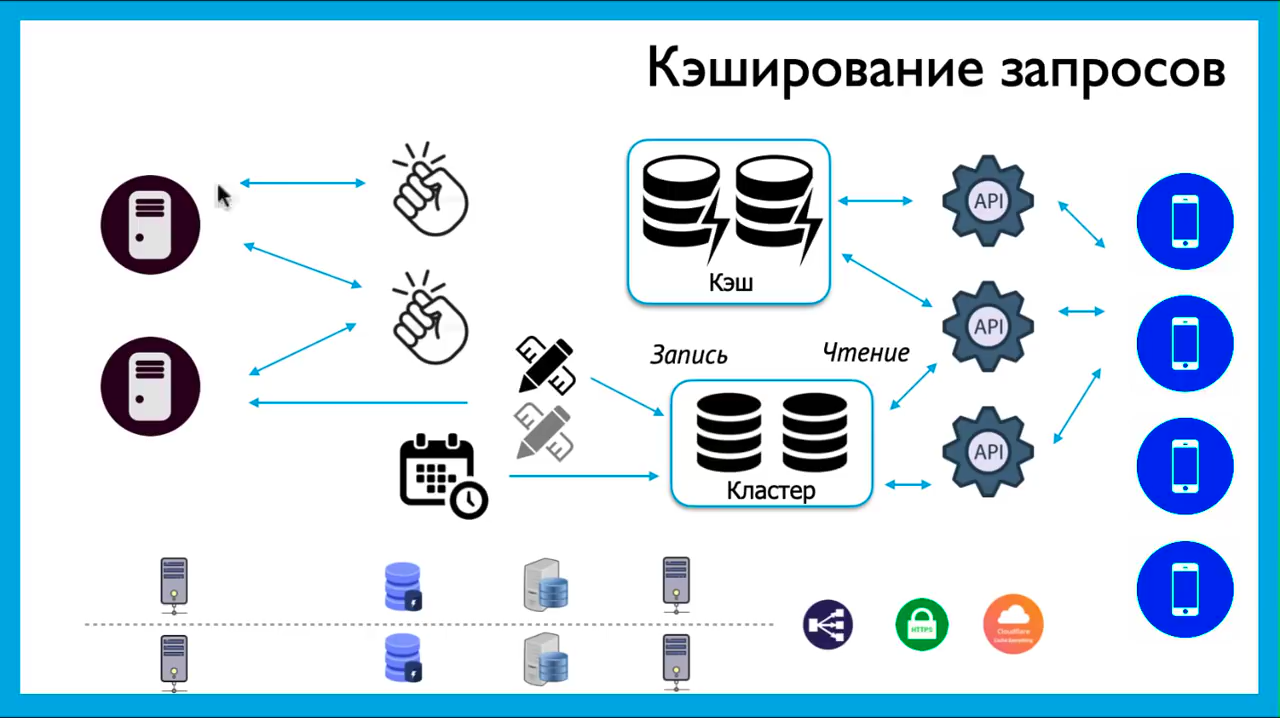 Кэширование запросов
Кэш
API
API
API
Запись
Чтение
Кластер
HTTPS
Cloudflare